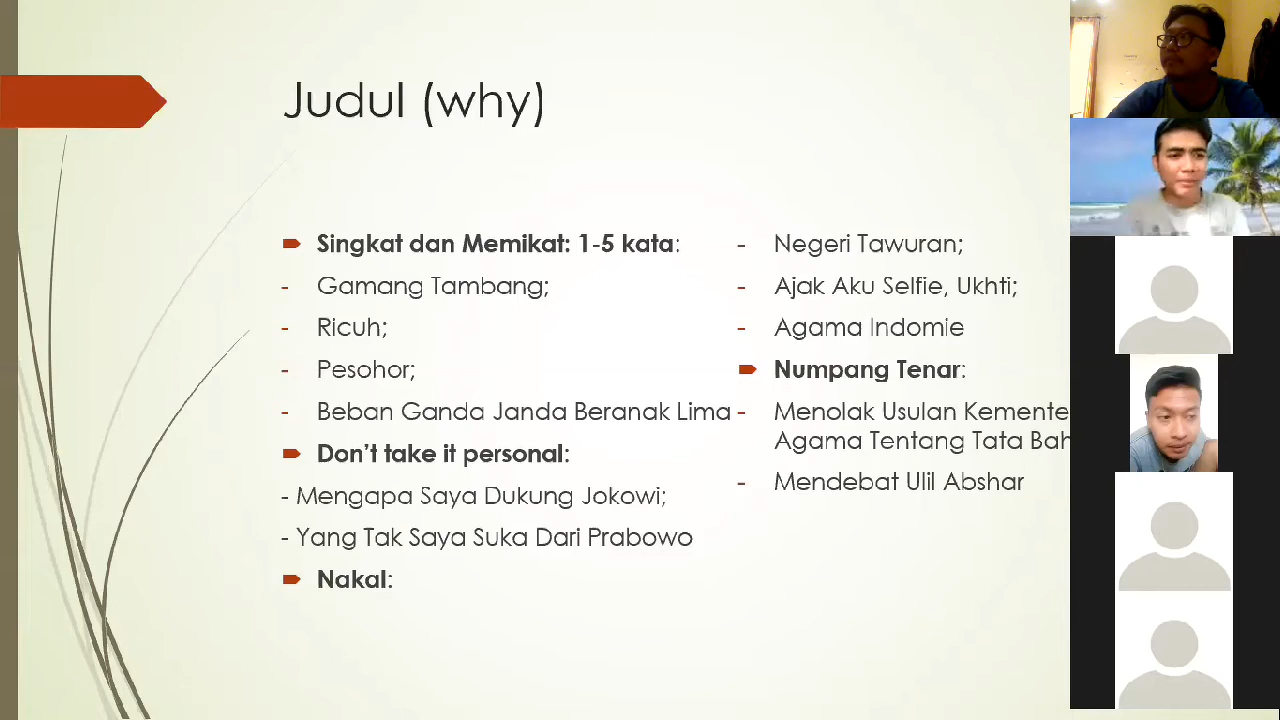 Judul (why)
Singkat dan Memikat: 1-5 kata:
- Gamang Tambang;
- Ricuh;
- Pesohor;
- Beban Ganda Janda Beranak Lima
Don't take it personal:
- Mengapa Saya Dukung Jokowi;
- Yang Tak Saya Suka Dari Prabowo
Nakal:
- Negeri Tawuran;
- Ajak Aku Selfie, Ukhti;
- Agama Indomie
Numpang Tenar:
- Menolak Usulan
Agama Tentang Tata
- Mendebat Ulil Abshar